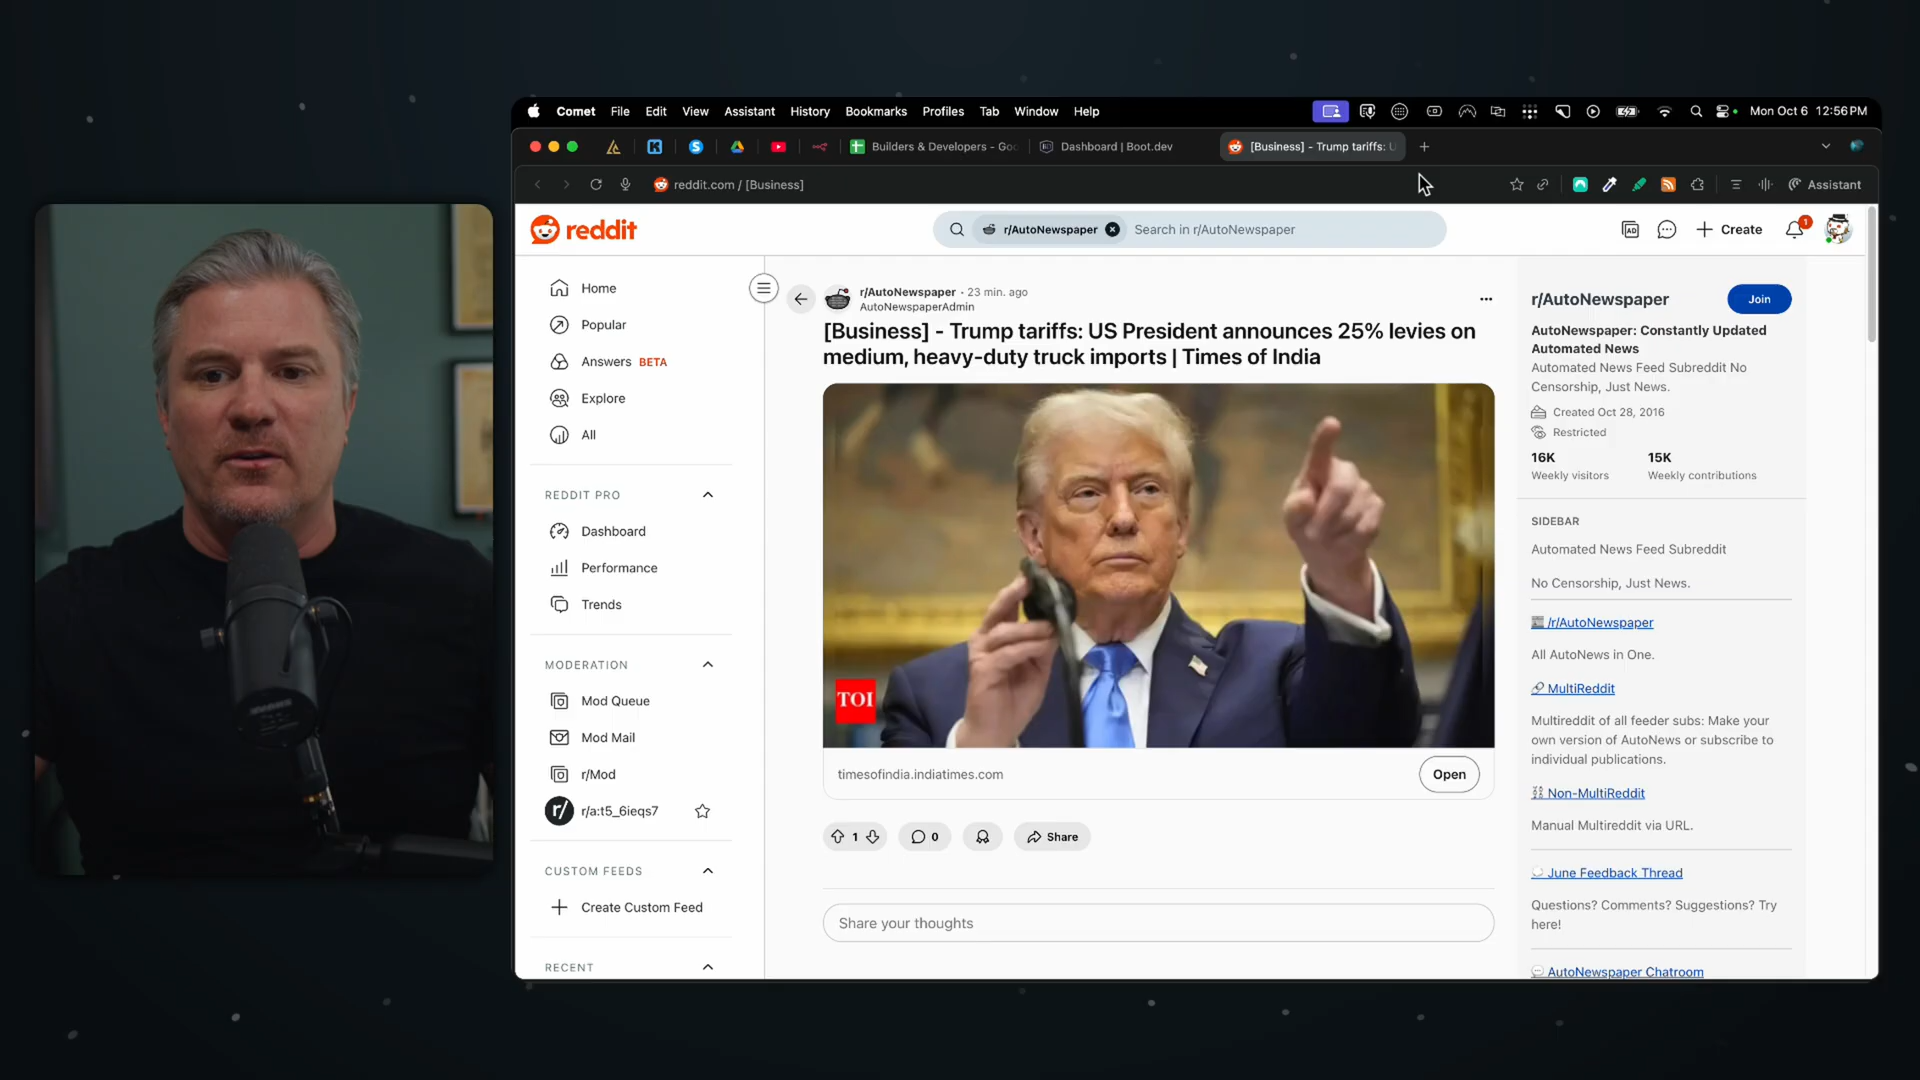 Comet File Edit View Assistant History Bookmarks Profiles Tab Window Help Mon Oct 6 12:56 PM
Builders & Developers - Goo Dashboard | Boot.dev [Business] - Trump tariffs: U
reddit.com / [Business] Assistant
reddit r/AutoNewspaper Search in r/AutoNewspaper AD Create 1
Home
Popular
Answers BETA
Explore
All
REDDIT PRO
Dashboard
Performance
Trends
MODERATION
Mod Queue
Mod Mail
r/Mod
r/ r/a:t5_6ieqs7
CUSTOM FEEDS
Create Custom Feed
RECENT
r/AutoNewspaper • 23 min. ago
AutoNewspaperAdmin
[Business] - Trump tariffs: US President announces 25% levies on
medium, heavy-duty truck imports | Times of India
TOI
timesofindia.indiatimes.com Open
1 0 Share
Share your thoughts
r/AutoNewspaper Join
AutoNewspaper: Constantly Updated
Automated News
Automated News Feed Subreddit No
Censorship, Just News.
Created Oct 28, 2016
Restricted
16K 15K
Weekly visitors Weekly contributions
SIDEBAR
Automated News Feed Subreddit
No Censorship, Just News.
/r/AutoNewspaper
All AutoNews in One.
MultiReddit
Multireddit of all feeder subs: Make your
own version of AutoNews or subscribe to
individual publications.
Non-MultiReddit
Manual Multireddit via URL.
June Feedback Thread
Questions? Comments? Suggestions? Try
here!
AutoNewspaper Chatroom